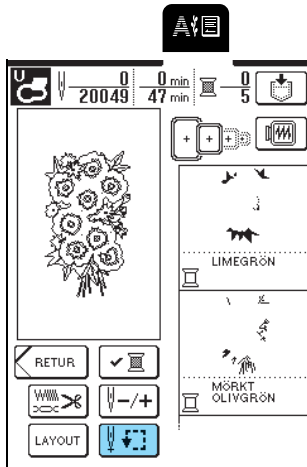 A
U
0
20049
0 min
47 min
0
5
LIMEGRÖN
MÖRKT
OLIVGRÖN
RETUR
-/+
LAYOUT